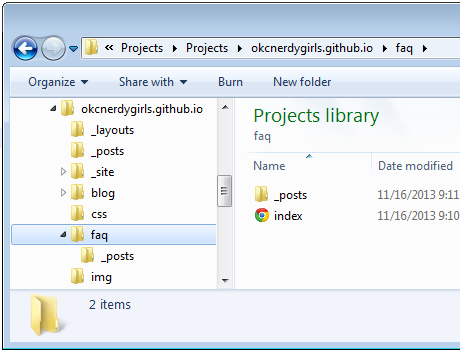 « Projects Projects okcnerdygirls.github.io faq
Organize Share with Burn New folder
okcnerdygirls.github.io
_layouts
_posts
_site
blog
css
faq
_posts
img
Projects library
faq
Name Date modified
_posts 11/16/2013 9:11
index 11/16/2013 9:10
2 items